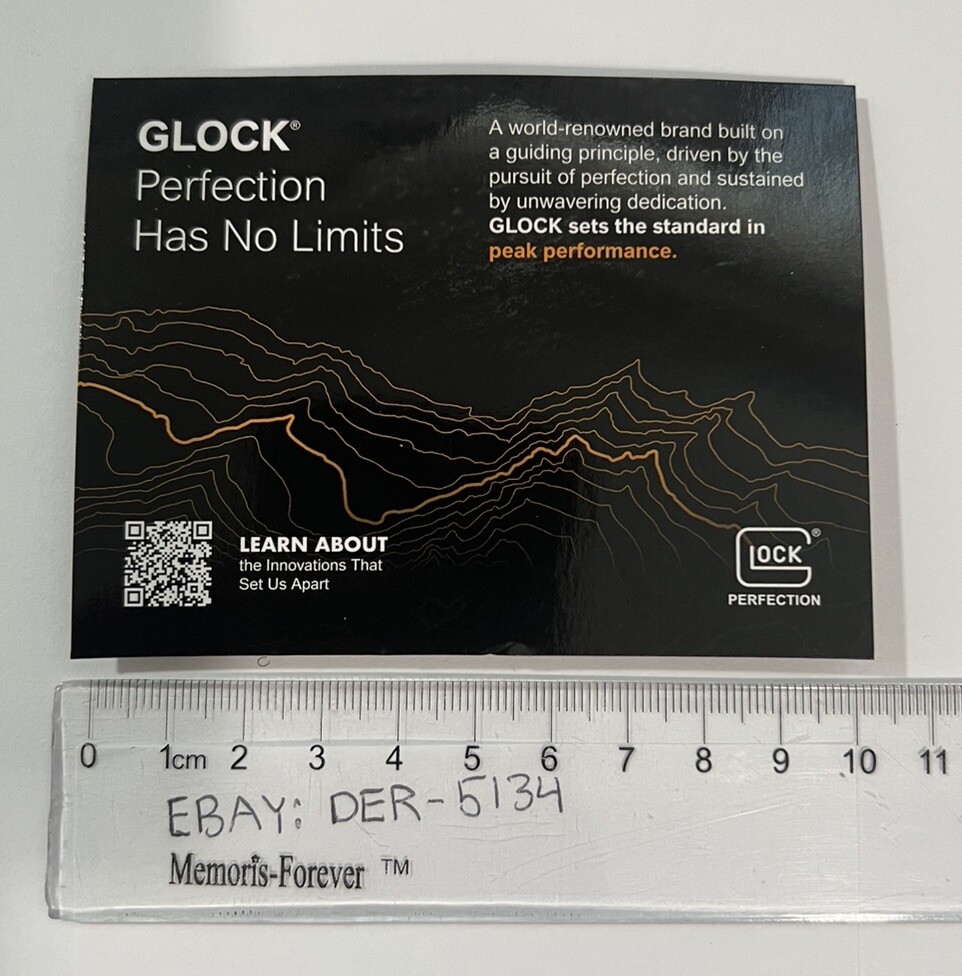 GLOCK®
Perfection
Has No Limits
A world-renowned brand built on
a guiding principle, driven by the
pursuit of perfection and sustained
by unwavering dedication.
GLOCK sets the standard in
peak performance.
LEARN ABOUT
the Innovations That
Set Us Apart
GLOCK®
PERFECTION
0 1cm 2 3 4 5 6 7 8 9 10 11
EBAY: DER-5134
Memoris-Forever TM